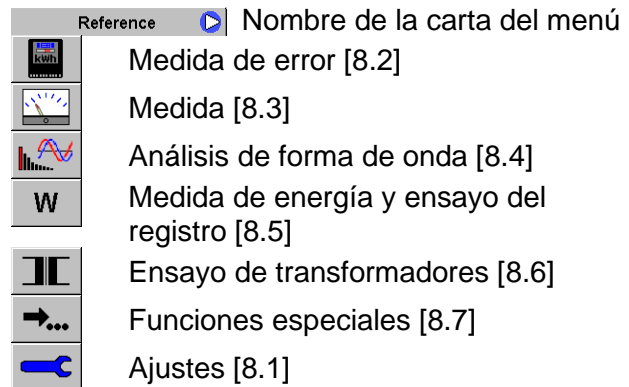 Reference Nombre de la carta del menú
kwh Medida de error [8.2]
Medida [8.3]
Análisis de forma de onda [8.4]
W Medida de energía y ensayo del
registro [8.5]
Ensayo de transformadores [8.6]
Funciones especiales [8.7]
Ajustes [8.1]